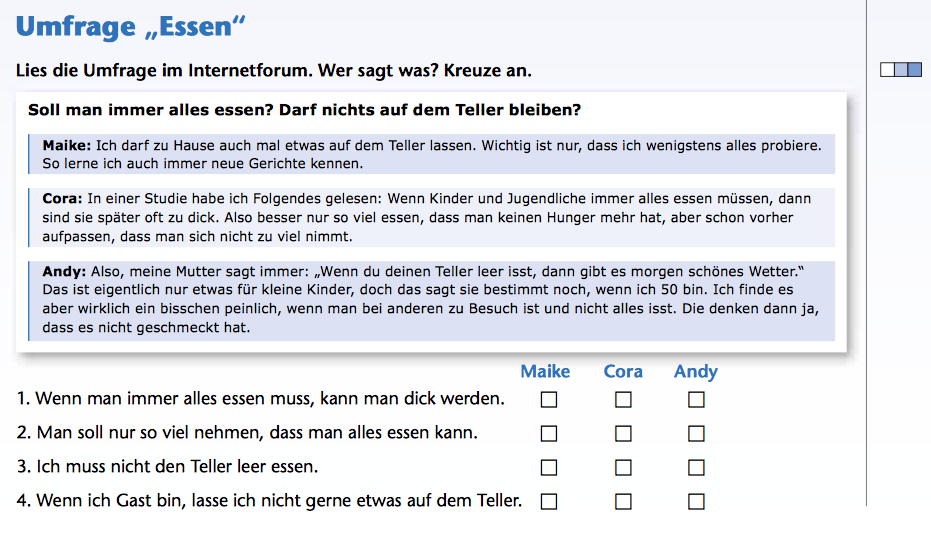 Umfrage „Essen“
Lies die Umfrage im Internetforum. Wer sagt was? Kreuze an.
Soll man immer alles essen? Darf nichts auf dem Teller bleiben?
Maike: Ich darf zu Hause auch mal etwas auf dem Teller lassen. Wichtig ist nur, dass ich wenigstens alles probiere.
So lerne ich auch immer neue Gerichte kennen.
Cora: In einer Studie habe ich Folgendes gelesen: Wenn Kinder und Jugendliche immer alles essen müssen, dann
sind sie später oft zu dick. Also besser nur so viel essen, dass man keinen Hunger mehr hat, aber schon vorher
aufpassen, dass man sich nicht zu viel nimmt.
Andy: Also, meine Mutter sagt immer: „Wenn du deinen Teller leer isst, dann gibt es morgen schönes Wetter.“
Das ist eigentlich nur etwas für kleine Kinder, doch das sagt sie bestimmt noch, wenn ich 50 bin. Ich finde es
aber wirklich ein bisschen peinlich, wenn man bei anderen zu Besuch ist und nicht alles isst. Die denken dann ja,
dass es nicht geschmeckt hat.
Maike Cora Andy
1. Wenn man immer alles essen muss, kann man dick werden.
2. Man soll nur so viel nehmen, dass man alles essen kann.
3. Ich muss nicht den Teller leer essen.
4. Wenn ich Gast bin, lasse ich nicht gerne etwas auf dem Teller.